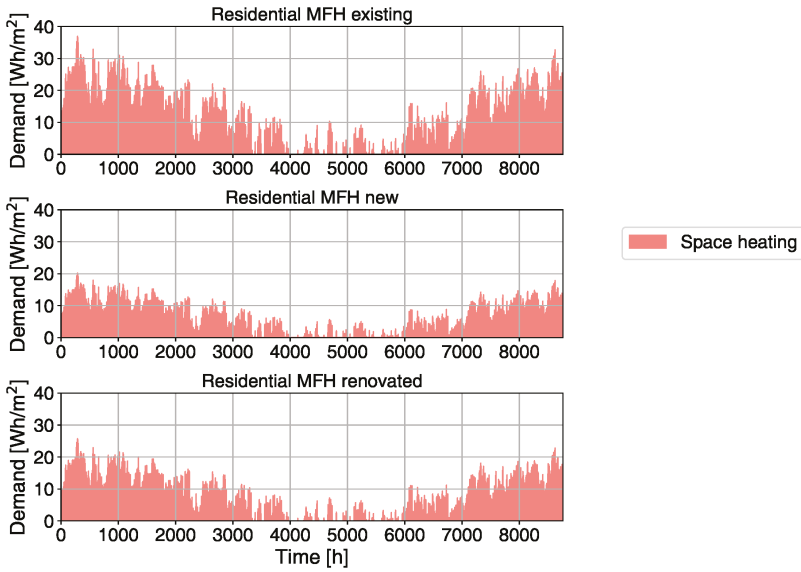 Residential MFH existing
Demand [Wh/m²]
40
30
20
10
0
0 1000 2000 3000 4000 5000 6000 7000 8000
Residential MFH new
Demand [Wh/m²]
40
30
20
10
0
0 1000 2000 3000 4000 5000 6000 7000 8000
Space heating
Residential MFH renovated
Demand [Wh/m²]
40
30
20
10
0
0 1000 2000 3000 4000 5000 6000 7000 8000
Time [h]